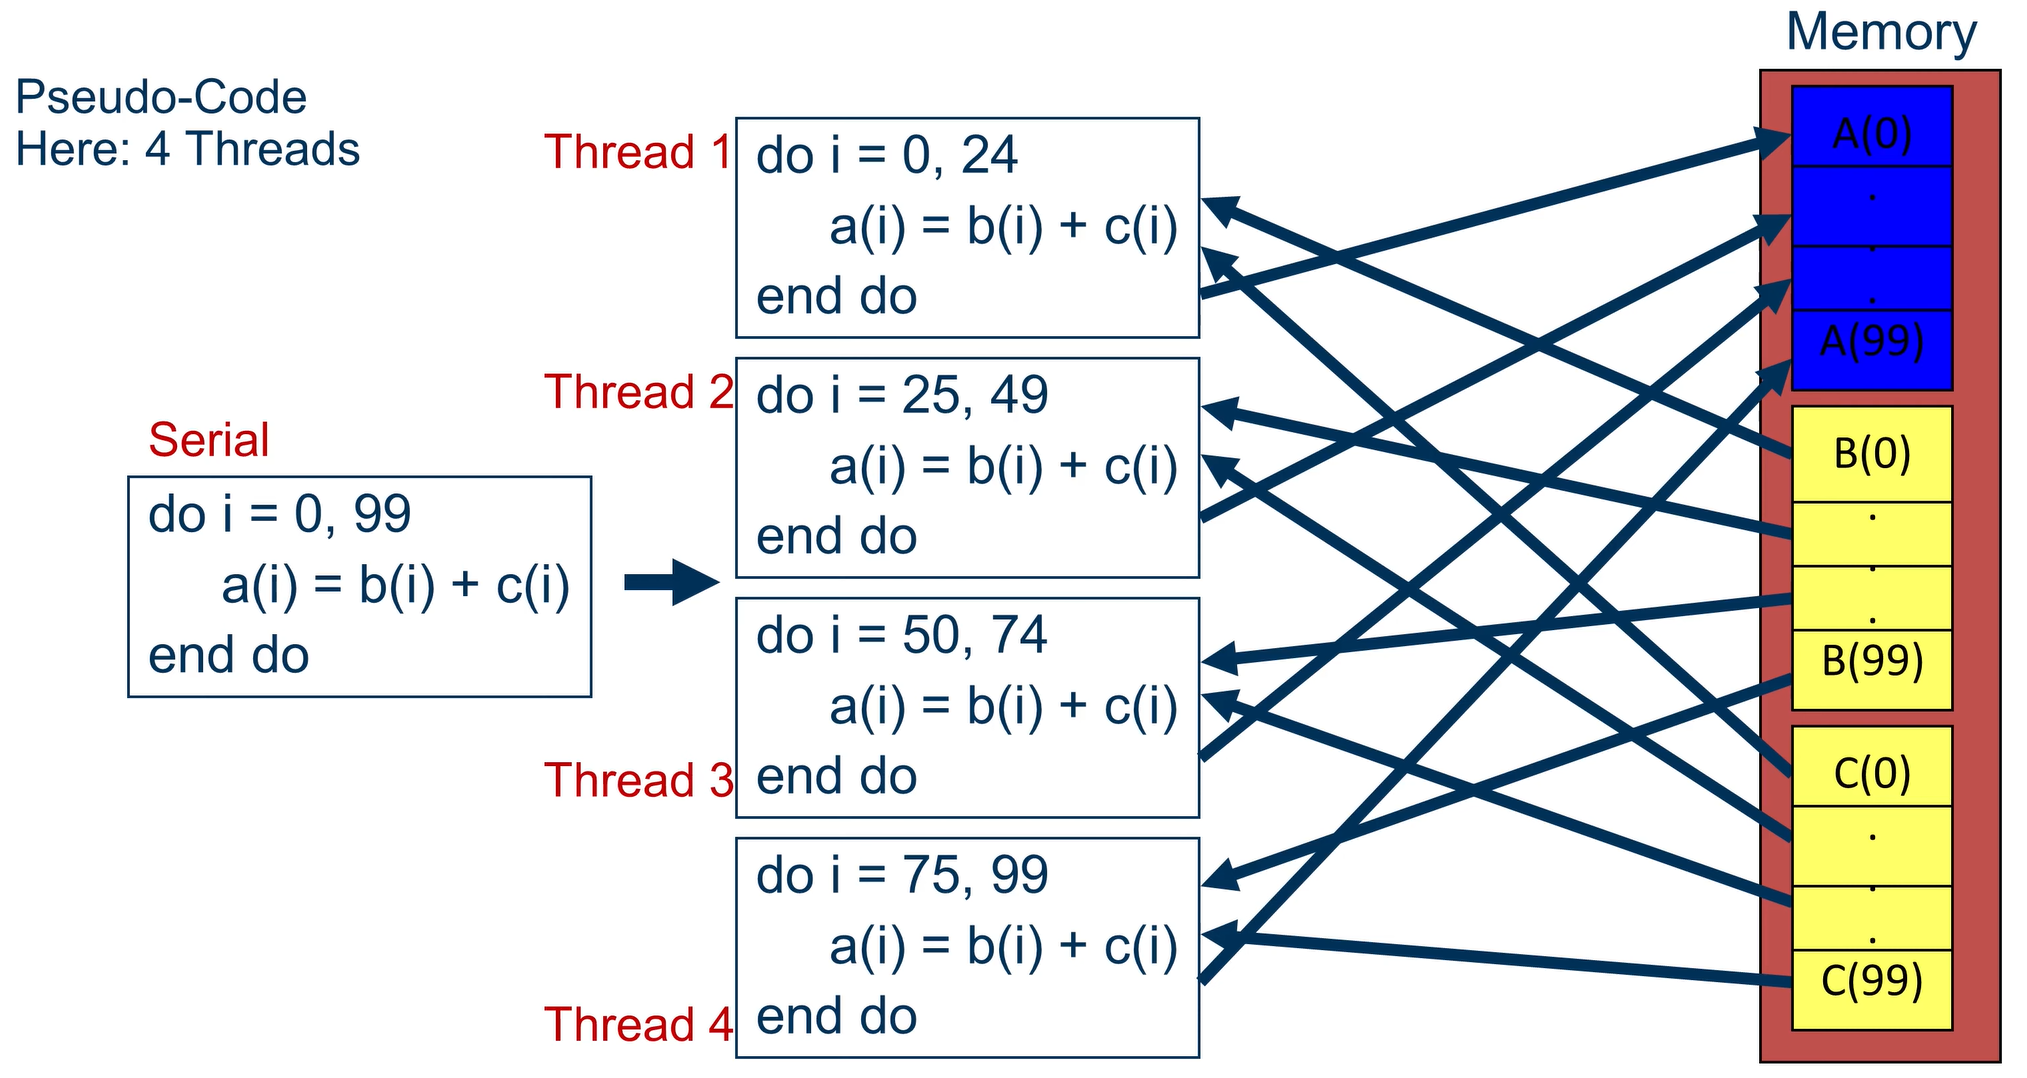 Memory
Pseudo-Code
Here: 4 Threads
Serial
do i = 0, 99
a(i) = b(i) + c(i)
end do
Thread 1
do i = 0, 24
a(i) = b(i) + c(i)
end do
Thread 2
do i = 25, 49
a(i) = b(i) + c(i)
end do
Thread 3
do i = 50, 74
a(i) = b(i) + c(i)
end do
Thread 4
do i = 75, 99
a(i) = b(i) + c(i)
end do
A(0)
.
.
.
A(99)
B(0)
.
.
.
B(99)
C(0)
.
.
.
C(99)